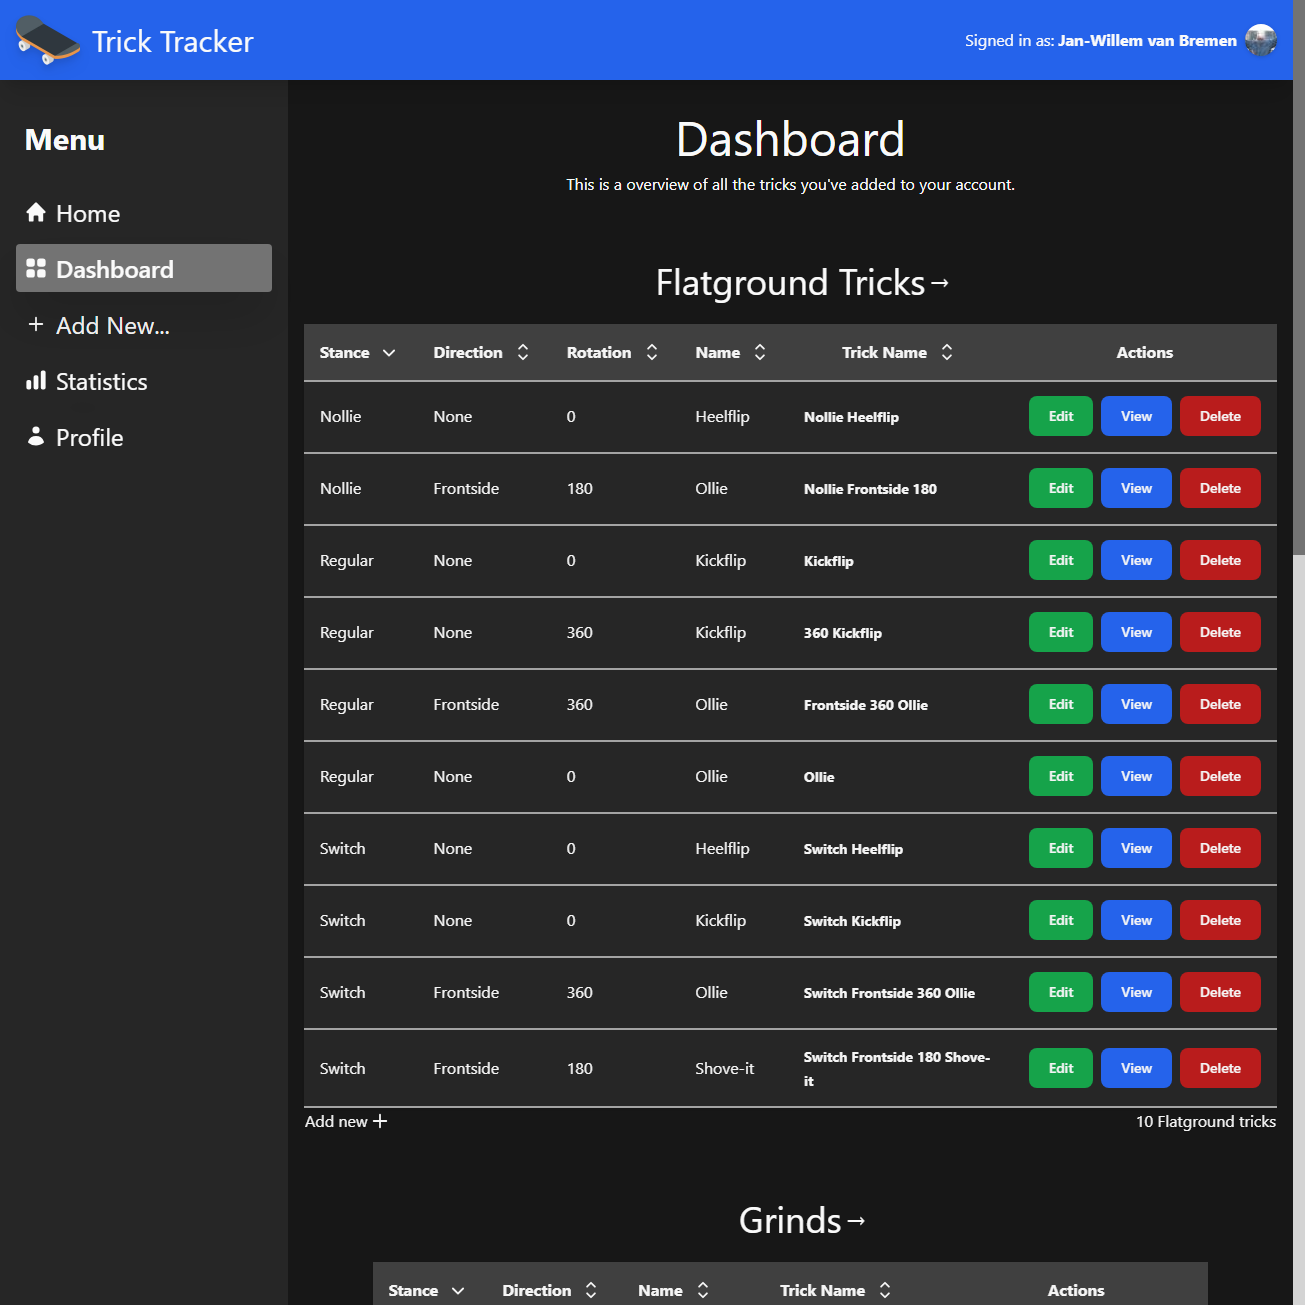 Trick Tracker
Signed in as: Jan-Willem van Bremen
Menu
Home
Dashboard
Add New...
Statistics
Profile
Dashboard
This is a overview of all the tricks you've added to your account.
Flatground Tricks→
Stance Direction Rotation Name Trick Name Actions
Nollie None 0 Heelflip Nollie Heelflip Edit View Delete
Nollie Frontside 180 Ollie Nollie Frontside 180 Edit View Delete
Regular None 0 Kickflip Kickflip Edit View Delete
Regular None 360 Kickflip 360 Kickflip Edit View Delete
Regular Frontside 360 Ollie Frontside 360 Ollie Edit View Delete
Regular None 0 Ollie Ollie Edit View Delete
Switch None 0 Heelflip Switch Heelflip Edit View Delete
Switch None 0 Kickflip Switch Kickflip Edit View Delete
Switch Frontside 360 Ollie Switch Frontside 360 Ollie Edit View Delete
Switch Frontside 180 Shove-it Switch Frontside 180 Shove-
it Edit View Delete
Add new + 10 Flatground tricks
Grinds→
Stance Direction Name Trick Name Actions